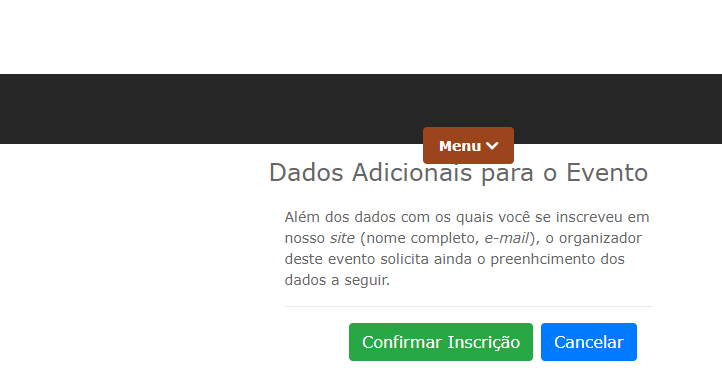 Menu
Dados Adicionais para o Evento
Além dos dados com os quais você se inscreveu em
nosso site (nome completo, e-mail), o organizador
deste evento solicita ainda o preenhcimento dos
dados a seguir.
Confirmar Inscrição Cancelar